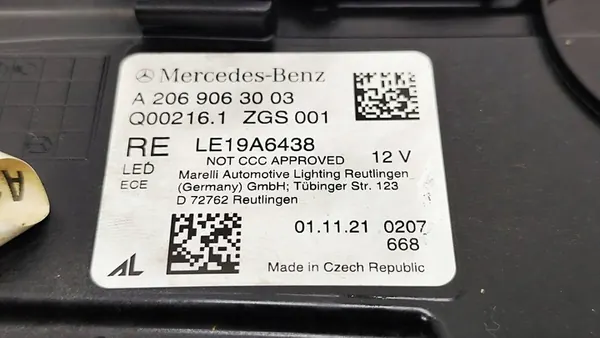 Mercedes-Benz
A 206 906 30 03
Q00216.1 ZGS 001
RE LE19A6438
LED NOT CCC APPROVED 12 V
ECE Marelli Automotive Lighting Reutlingen
(Germany) GmbH; Tübinger Str. 123
D 72762 Reutlingen
01.11.21 0207
668
AL Made in Czech Republic